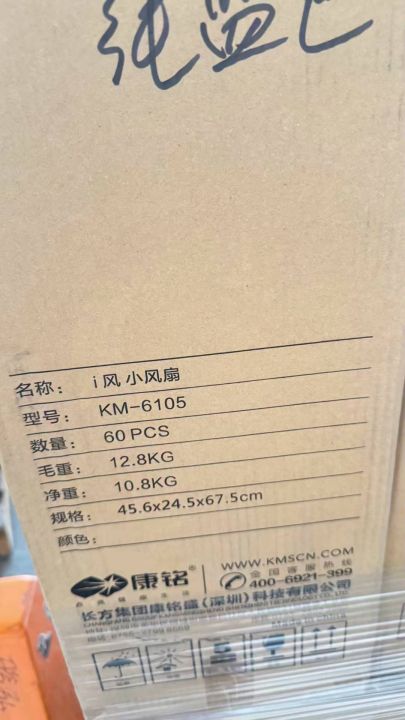 纯蓝色
名称： i风 小风扇
型号： KM-6105
数量： 60 PCS
毛重： 12.8KG
净重： 10.8KG
规格： 45.6x24.5x67.5cm
颜色：
康铭®
WWW.KMSCN.COM
全国客服热线
400-6921-399
长方集团康铭盛（深圳）科技有限公司